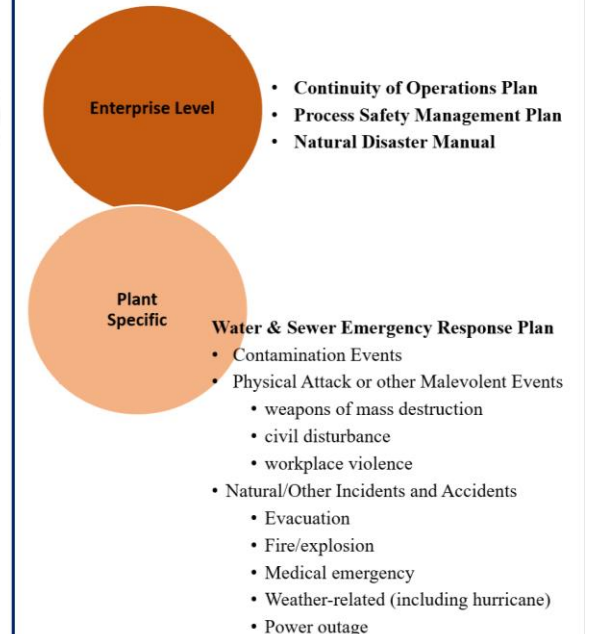 Enterprise Level
• Continuity of Operations Plan
• Process Safety Management Plan
• Natural Disaster Manual
Plant
Specific
Water & Sewer Emergency Response Plan
• Contamination Events
• Physical Attack or other Malevolent Events
• weapons of mass destruction
• civil disturbance
• workplace violence
• Natural/Other Incidents and Accidents
• Evacuation
• Fire/explosion
• Medical emergency
• Weather-related (including hurricane)
• Power outage